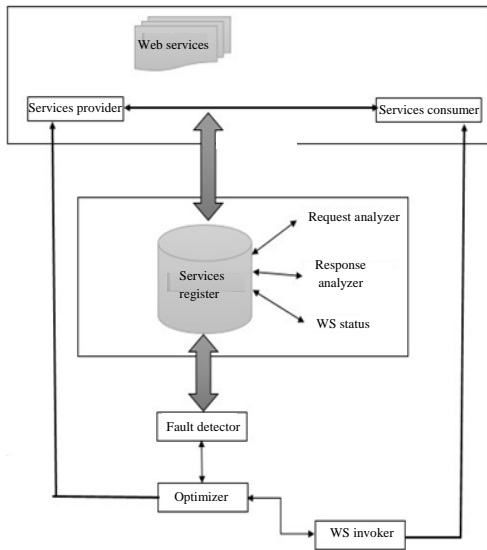 Web services
Services provider
Services consumer
Request analyzer
Services
register
Response
analyzer
WS status
Fault detector
Optimizer
WS invoker